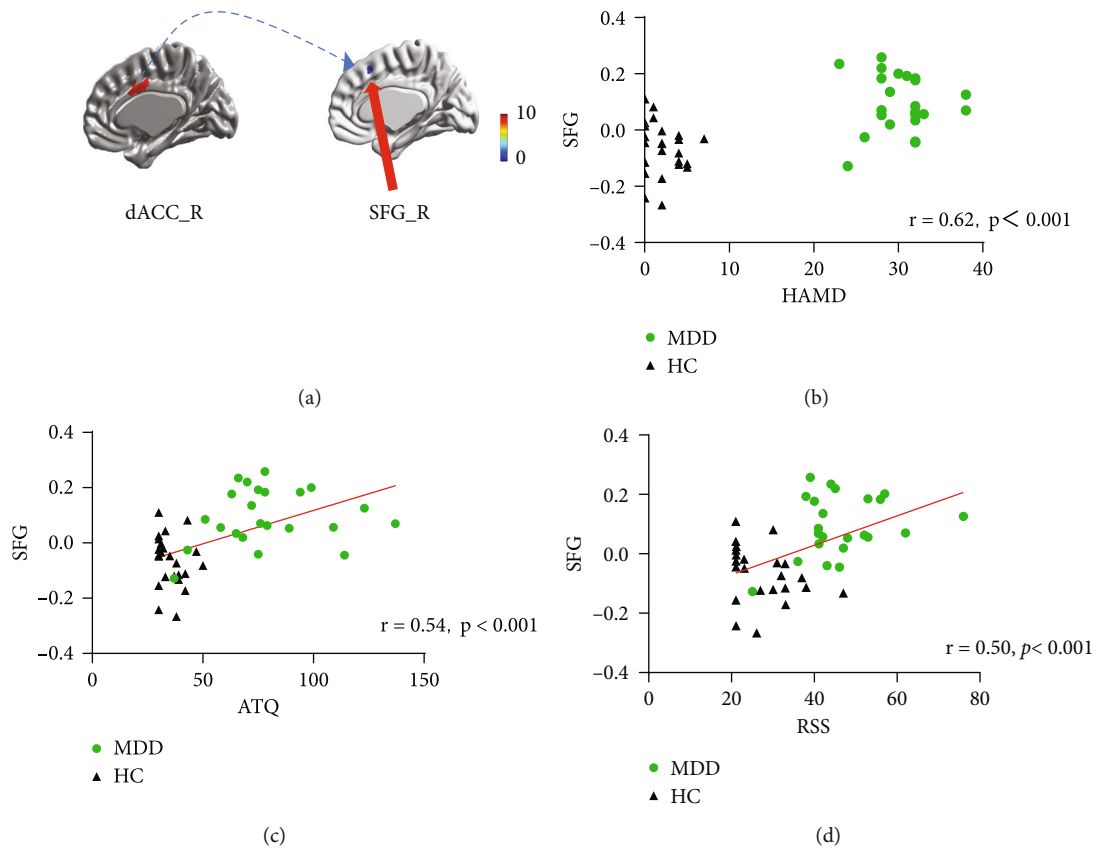 10
0
dACC_R
SFG_R
(a)
0.4
0.2
0.0
−0.2
−0.4
SFG
r = 0.62, p < 0.001
0 10 20 30 40
HAMD
MDD
HC
(b)
0.4
0.2
0.0
−0.2
−0.4
SFG
r = 0.54, p < 0.001
0 50 100 150
ATQ
MDD
HC
(c)
0.4
0.2
0.0
−0.2
−0.4
SFG
r = 0.50, p< 0.001
0 20 40 60 80
RSS
MDD
HC
(d)